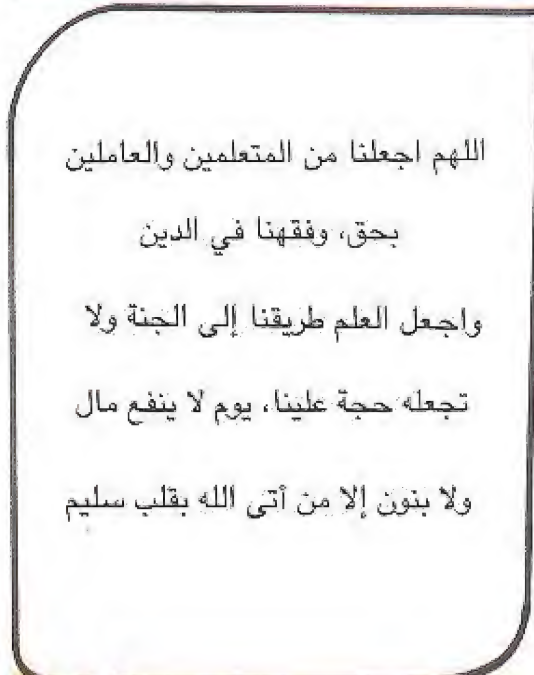 اللهم اجعلنا من المتعلمين والعاملين
بحق، وفقهنا في الدين
واجعل العلم طريقنا إلى الجنة ولا
تجعله حجة علينا، يوم لا ينفع مال
ولا بنون إلا من أتى الله بقلب سليم